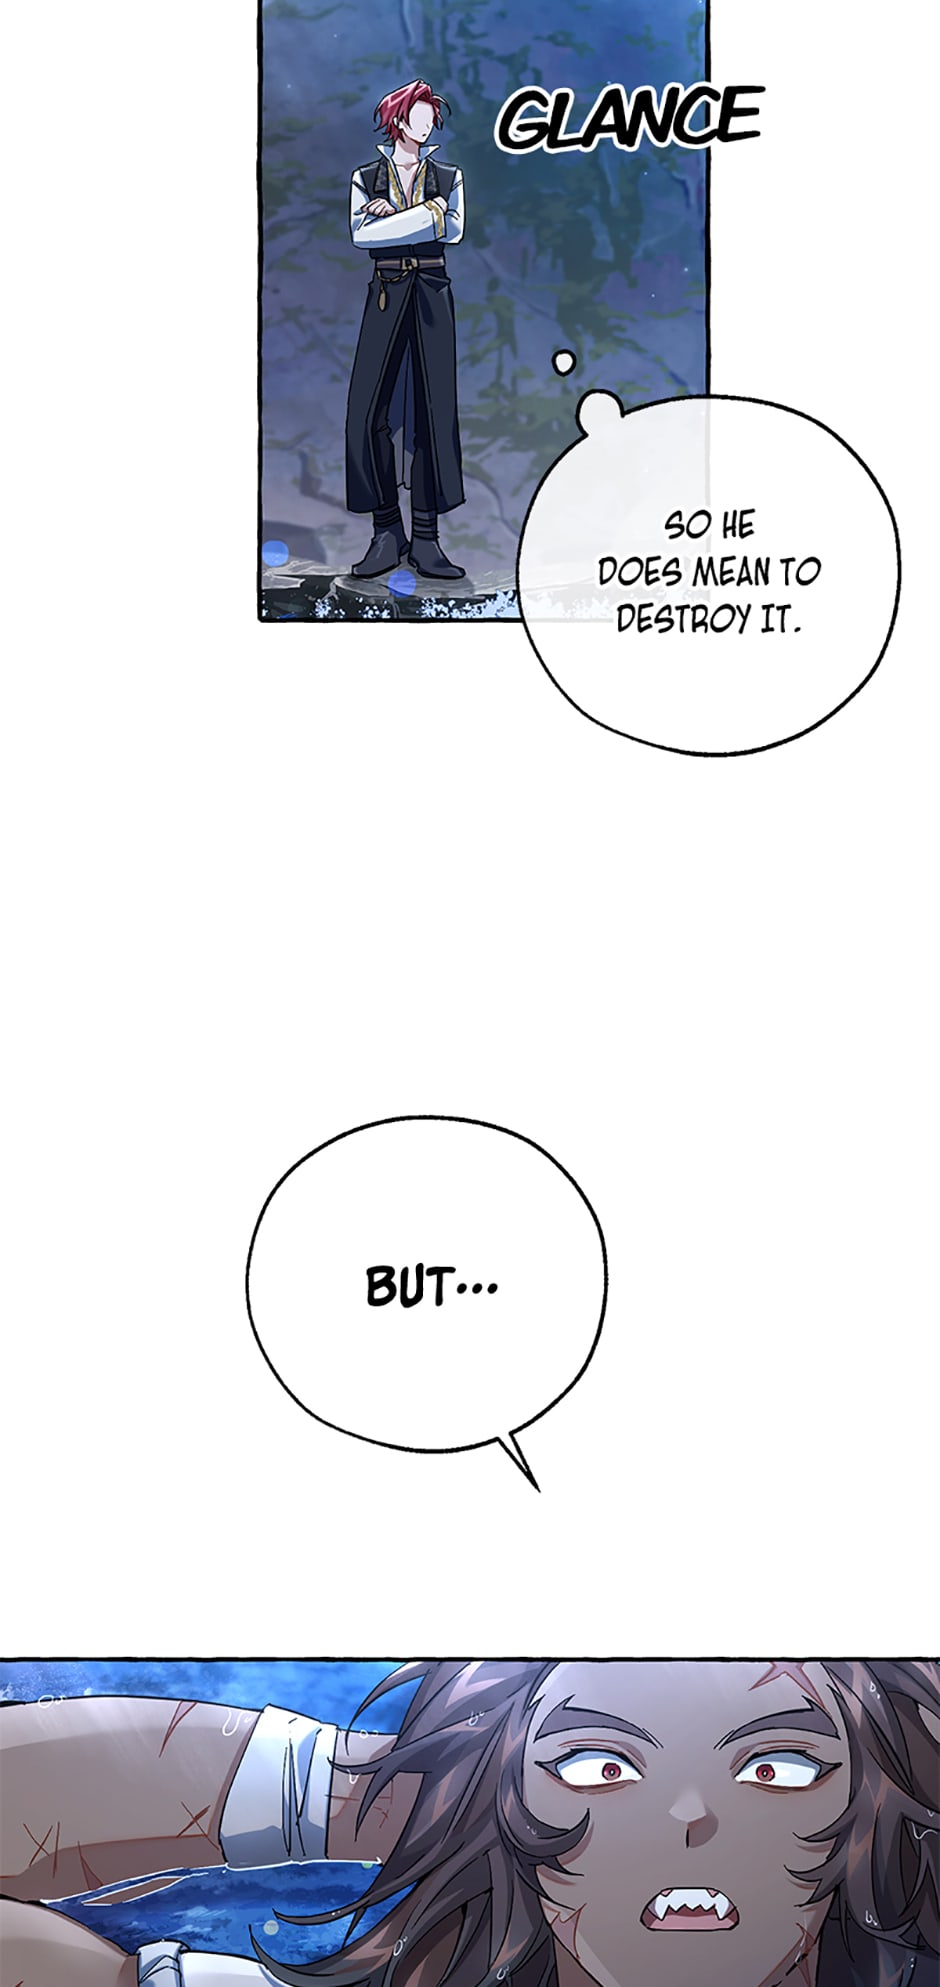 GLANCE
SO HE
DOES MEAN TO
DESTROY IT.
BUT...